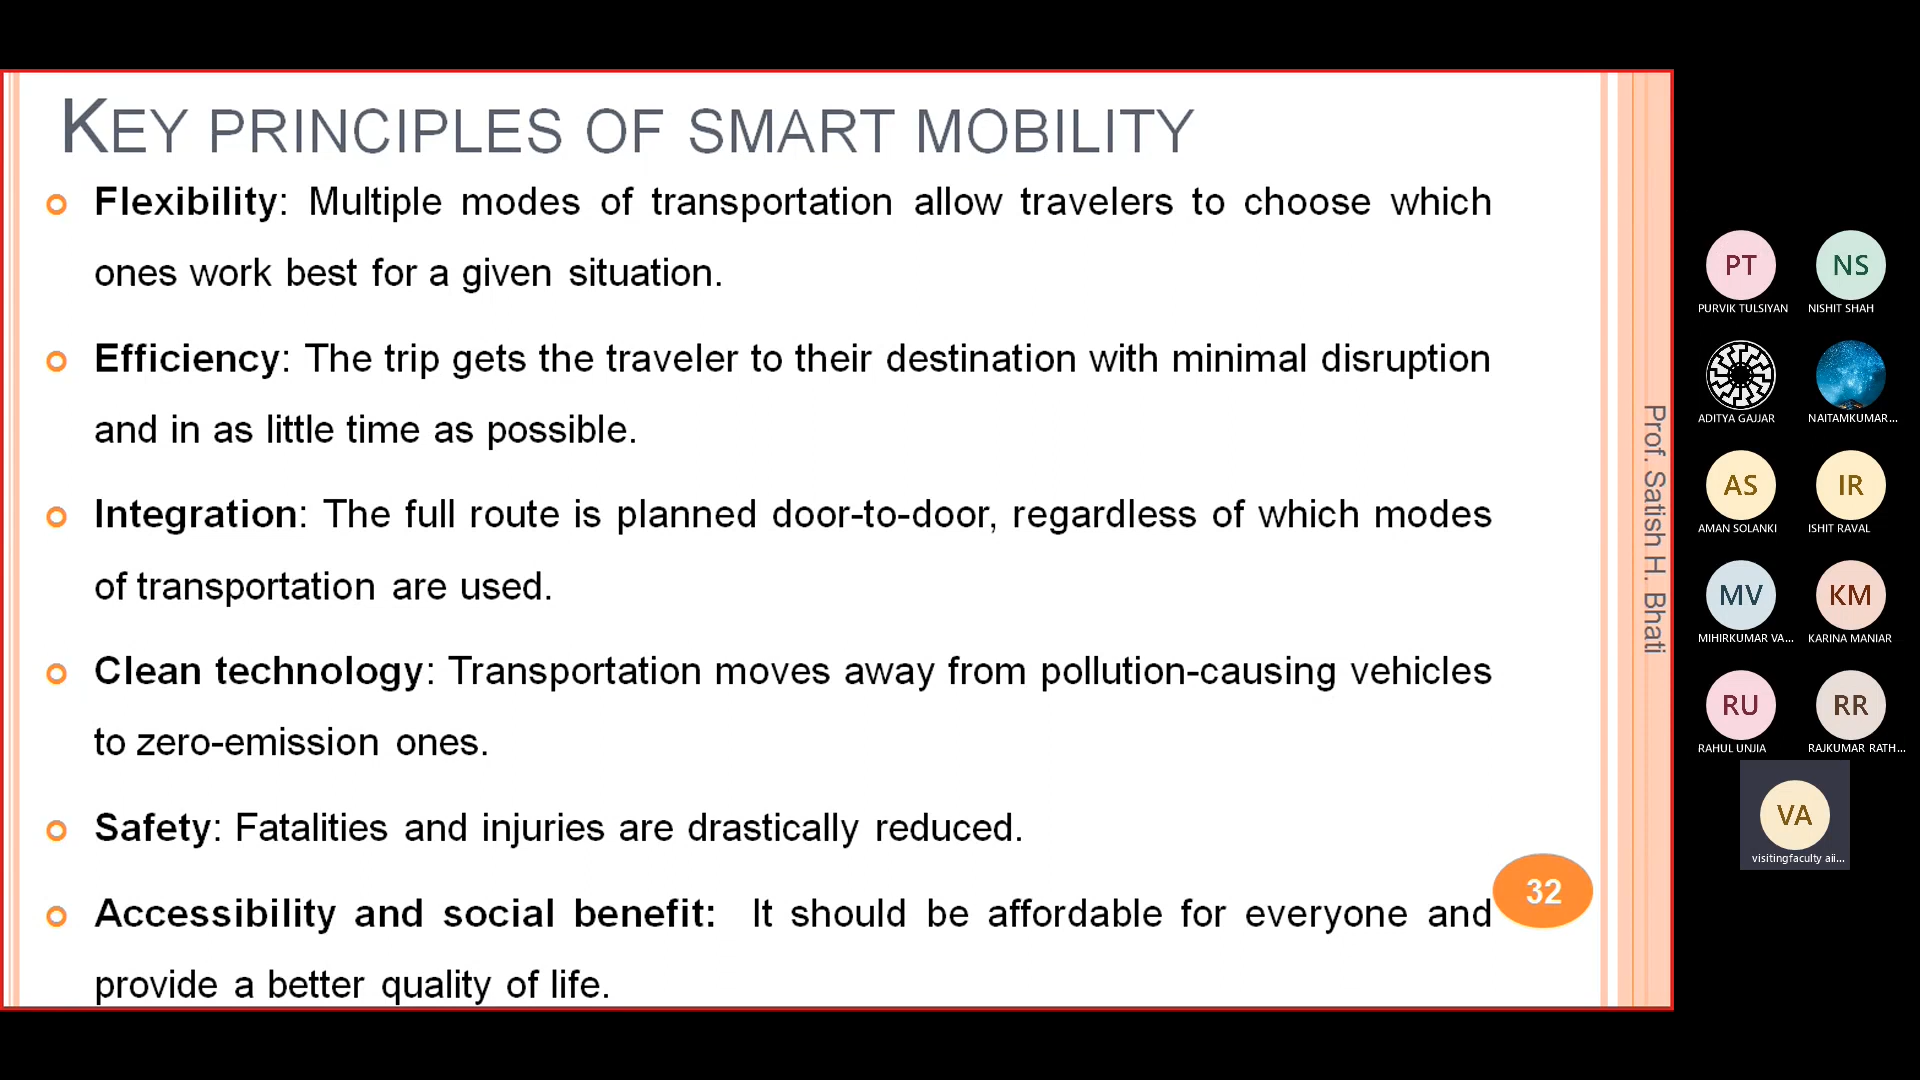 KEY PRINCIPLES OF SMART MOBILITY
Flexibility: Multiple modes of transportation allow travelers to choose which
ones work best for a given situation.
Efficiency: The trip gets the traveler to their destination with minimal disruption
and in as little time as possible.
Integration: The full route is planned door-to-door, regardless of which modes
of transportation are used.
Clean technology: Transportation moves away from pollution-causing vehicles
to zero-emission ones.
Safety: Fatalities and injuries are drastically reduced.
Accessibility and social benefit: It should be affordable for everyone and
provide a better quality of life.
32
Prof. Satish H. Bhati
PT
PURVIK TULSIYAN
NS
NISHIT SHAH
ADITYA GAJJAR
NAITAMKUMAR...
AS
AMAN SOLANKI
IR
ISHIT RAVAL
MV
MIHIRKUMAR VA...
KM
KARINA MANIAR
RU
RAHUL UNJIA
RR
RAJKUMAR RATH...
VA
visitingfaculty aii...